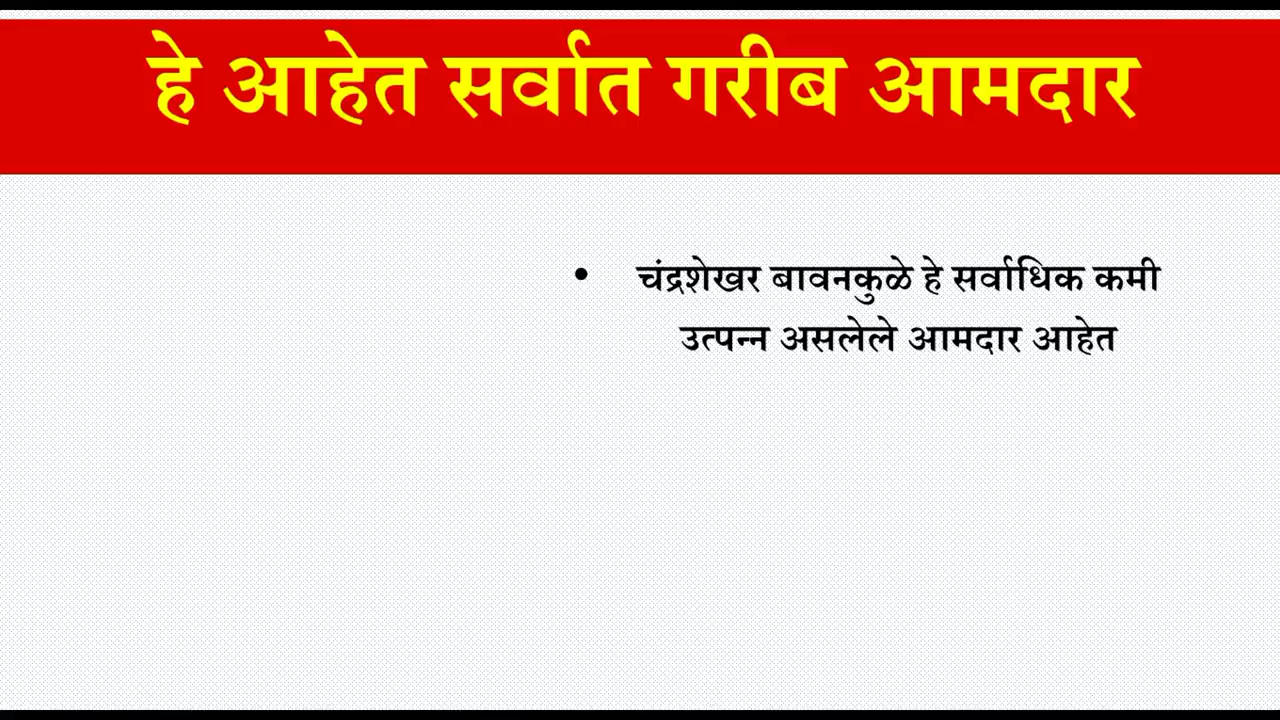 हे आहेत सर्वात गरीब आमदार
• चंद्रशेखर बावनकुळे हे सर्वाधिक कमी
उत्पन्न असलेले आमदार आहेत